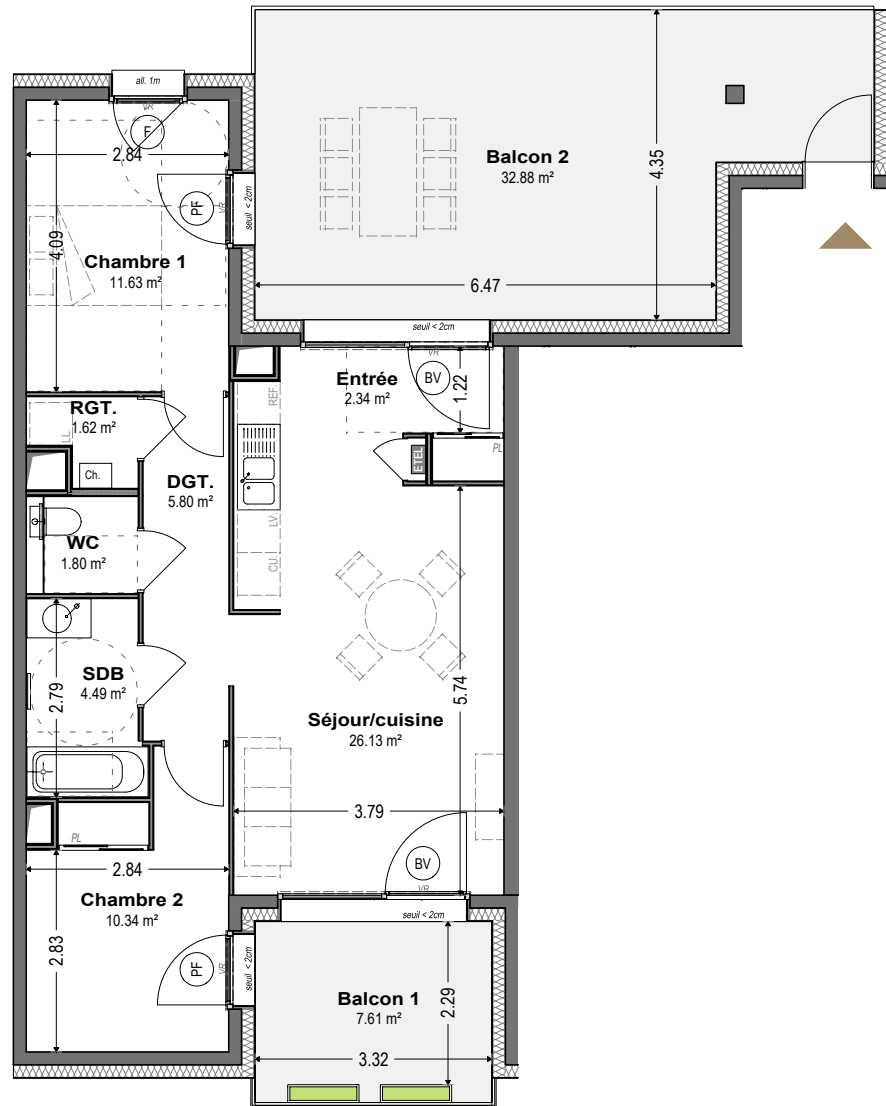 all. 1m
VR
F
2.84
PF
VR
seuil < 2cm
4.09
Chambre 1
11.63 m²
Balcon 2
32.88 m²
4.35
6.47
seuil < 2cm
VR
BV
Entrée
2.34 m²
1.22
REF.
RGT.
1.62 m²
LL.
Ch.
DGT.
5.80 m²
ETEL
PL
LV.
CU.
WC
1.80 m²
SDB
4.49 m²
2.79
5.74
Séjour/cuisine
26.13 m²
3.79
PL
BV
VR
2.84
Chambre 2
10.34 m²
2.83
seuil < 2cm
PF
VR
seuil < 2cm
Balcon 1
7.61 m²
2.29
3.32